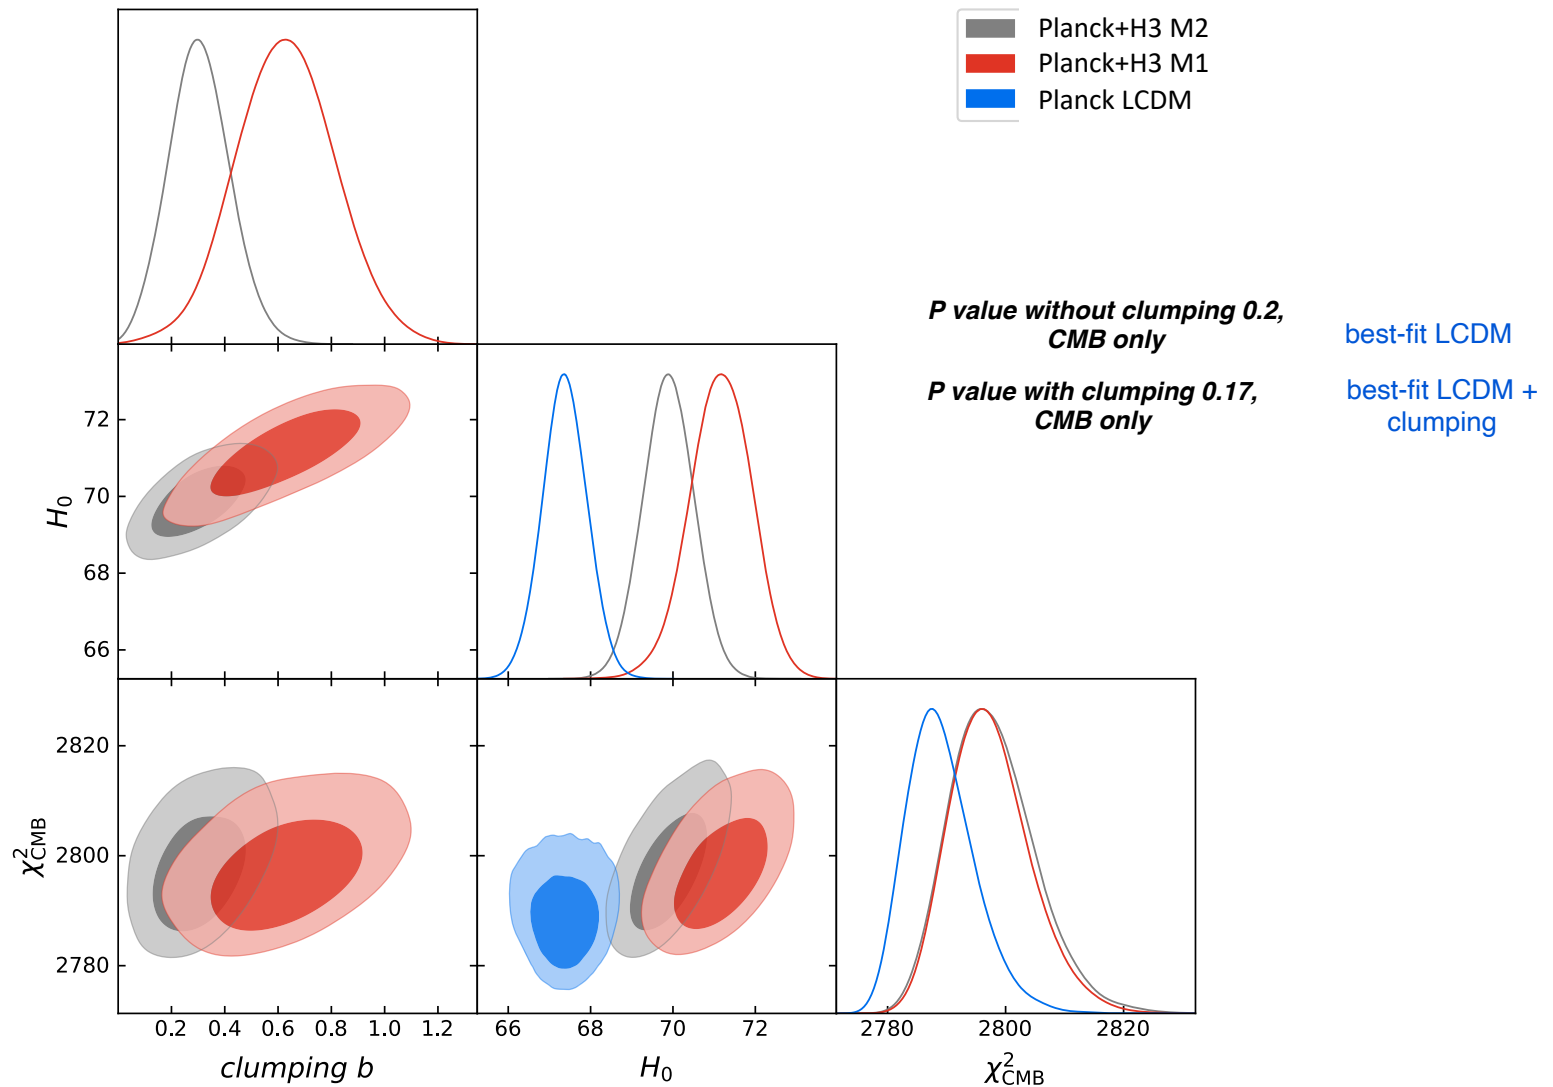 Planck+H3 M2
Planck+H3 M1
Planck LCDM
P value without clumping 0.2,
CMB only
best-fit LCDM
P value with clumping 0.17,
CMB only
best-fit LCDM +
clumping
72
70
68
66
H₀
2820
2800
2780
χ²CMB
0.2 0.4 0.6 0.8 1.0 1.2
66 68 70 72
2780 2800 2820
clumping b
H₀
χ²CMB